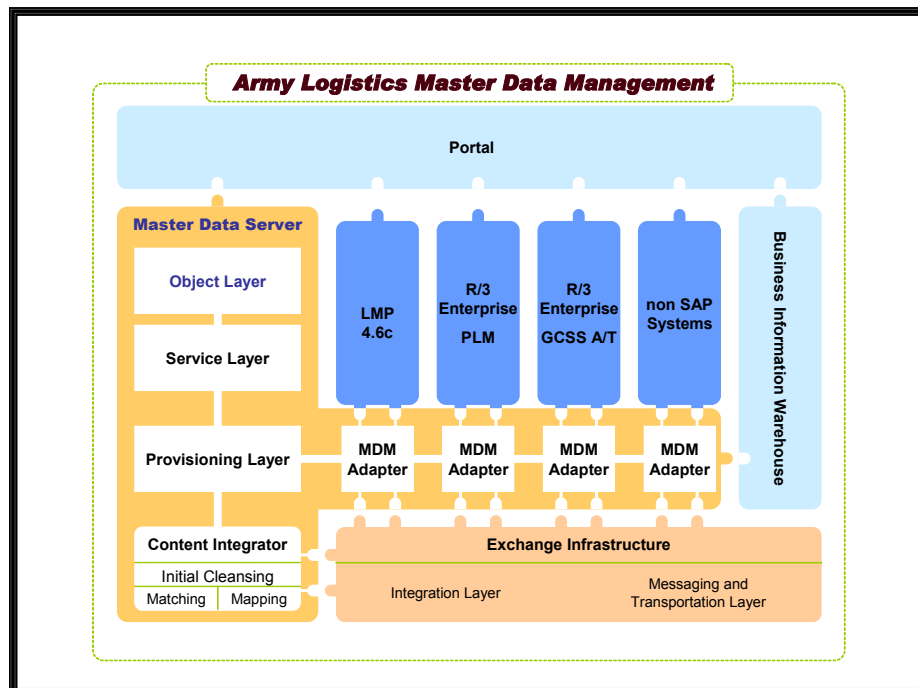 Army Logistics Master Data Management
Portal
Master Data Server
Object Layer
Service Layer
Provisioning Layer
Content Integrator
Initial Cleansing
Matching
Mapping
LMP
4.6c
R/3
Enterprise
PLM
R/3
Enterprise
GCSS A/T
non SAP
Systems
MDM
Adapter
MDM
Adapter
MDM
Adapter
MDM
Adapter
Business Information Warehouse
Exchange Infrastructure
Integration Layer
Messaging and
Transportation Layer